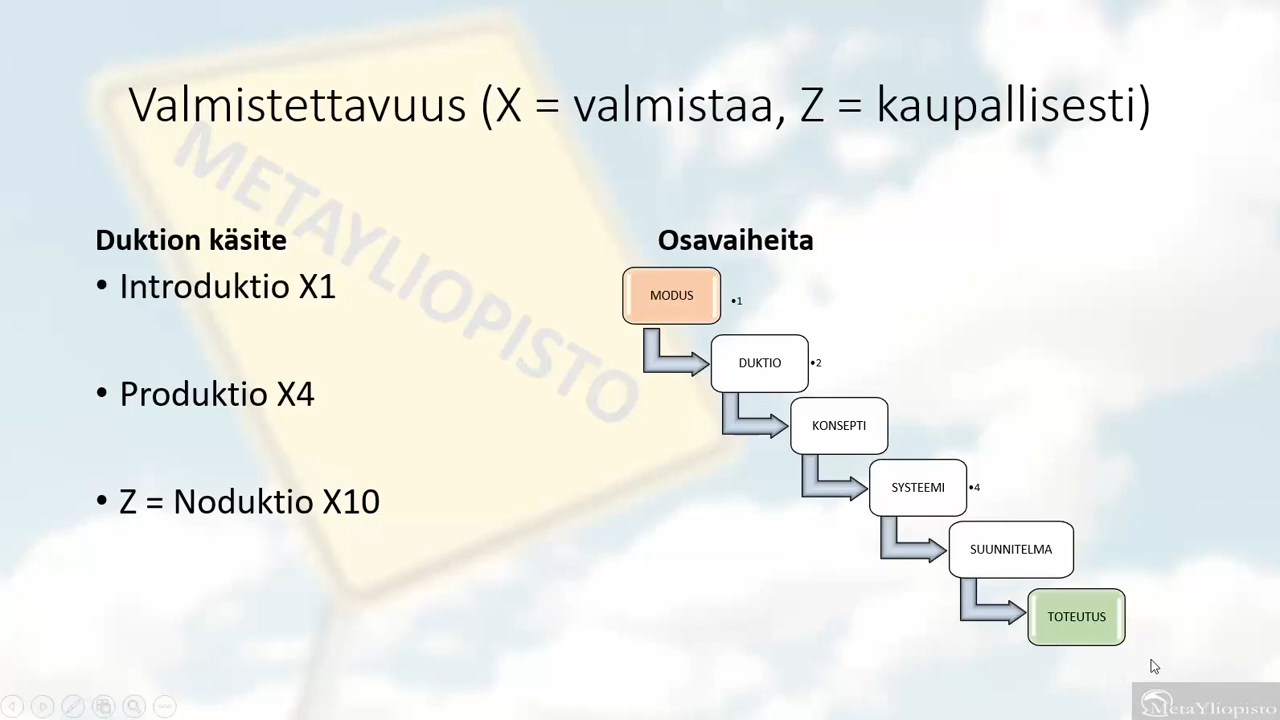 Valmistettavuus (X = valmistaa, Z = kaupallisesti)
METAYLIOPISTO
Duktion käsite
• Introduktio X1
• Produktio X4
• Z = Noduktio X10
Osavaiheita
MODUS
•1
DUKTIO
•2
KONSEPTI
SYSTEEMI
•4
SUUNNITELMA
TOTEUTUS
MetaYliopisto